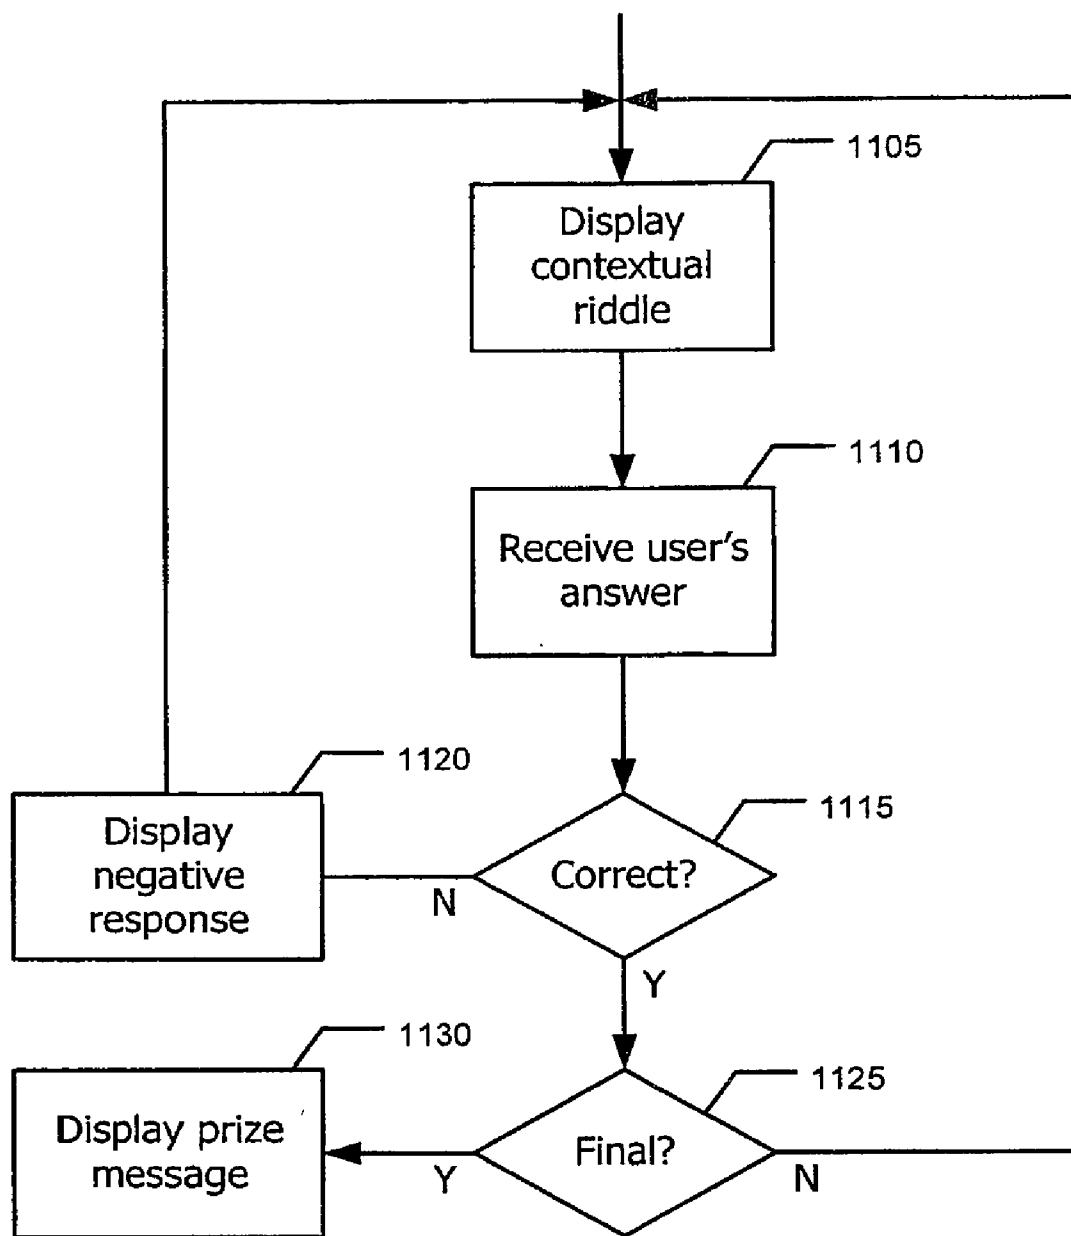 1105
Display
contextual
riddle
1110
Receive user's
answer
1120
Display
negative
response
1115
Correct?
N
Y
1130
Display prize
message
1125
Final?
Y
N